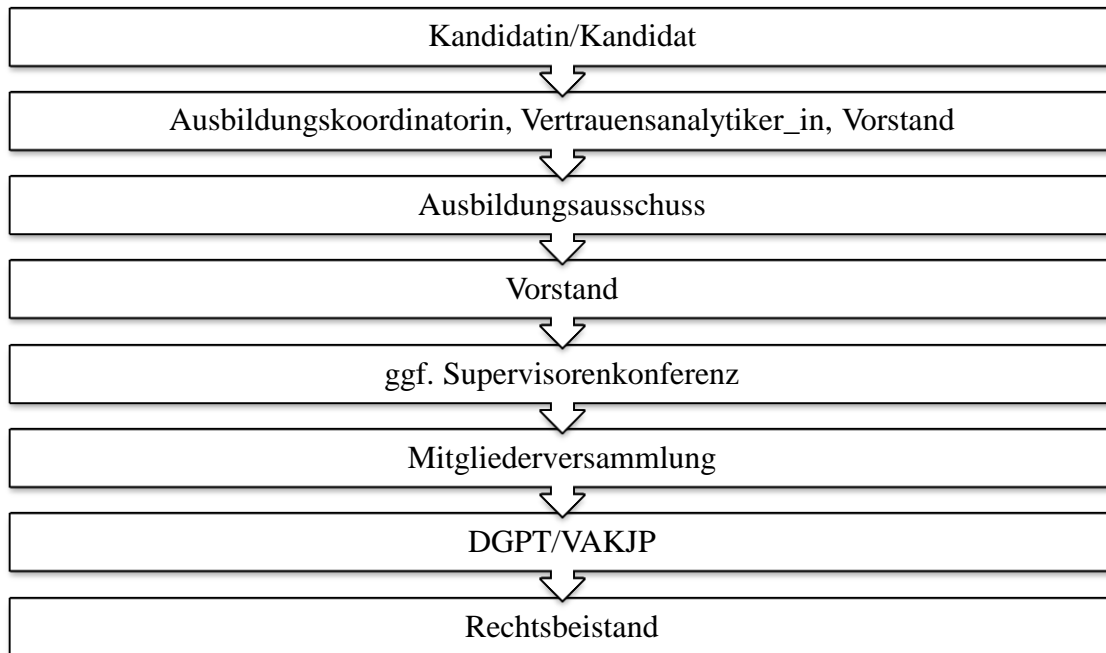 Kandidatin/Kandidat
Ausbildungskoordinatorin, Vertrauensanalytiker_in, Vorstand
Ausbildungsausschuss
Vorstand
ggf. Supervisorenkonferenz
Mitgliederversammlung
DGPT/VAKJP
Rechtsbeistand